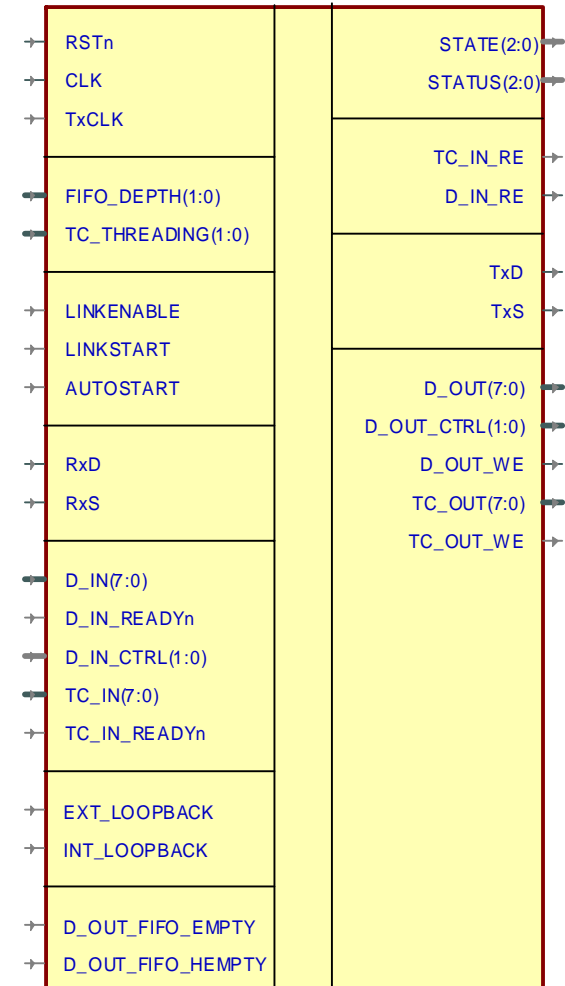 RSTn
CLK
TxCLK
FIFO_DEPTH(1:0)
TC_THREADING(1:0)
LINKENABLE
LINKSTART
AUTOSTART
RxD
RxS
D_IN(7:0)
D_IN_READYn
D_IN_CTRL(1:0)
TC_IN(7:0)
TC_IN_READYn
EXT_LOOPBACK
INT_LOOPBACK
D_OUT_FIFO_EMPTY
D_OUT_FIFO_HEMPTY
STATE(2:0)
STATUS(2:0)
TC_IN_RE
D_IN_RE
TxD
TxS
D_OUT(7:0)
D_OUT_CTRL(1:0)
D_OUT_WE
TC_OUT(7:0)
TC_OUT_WE